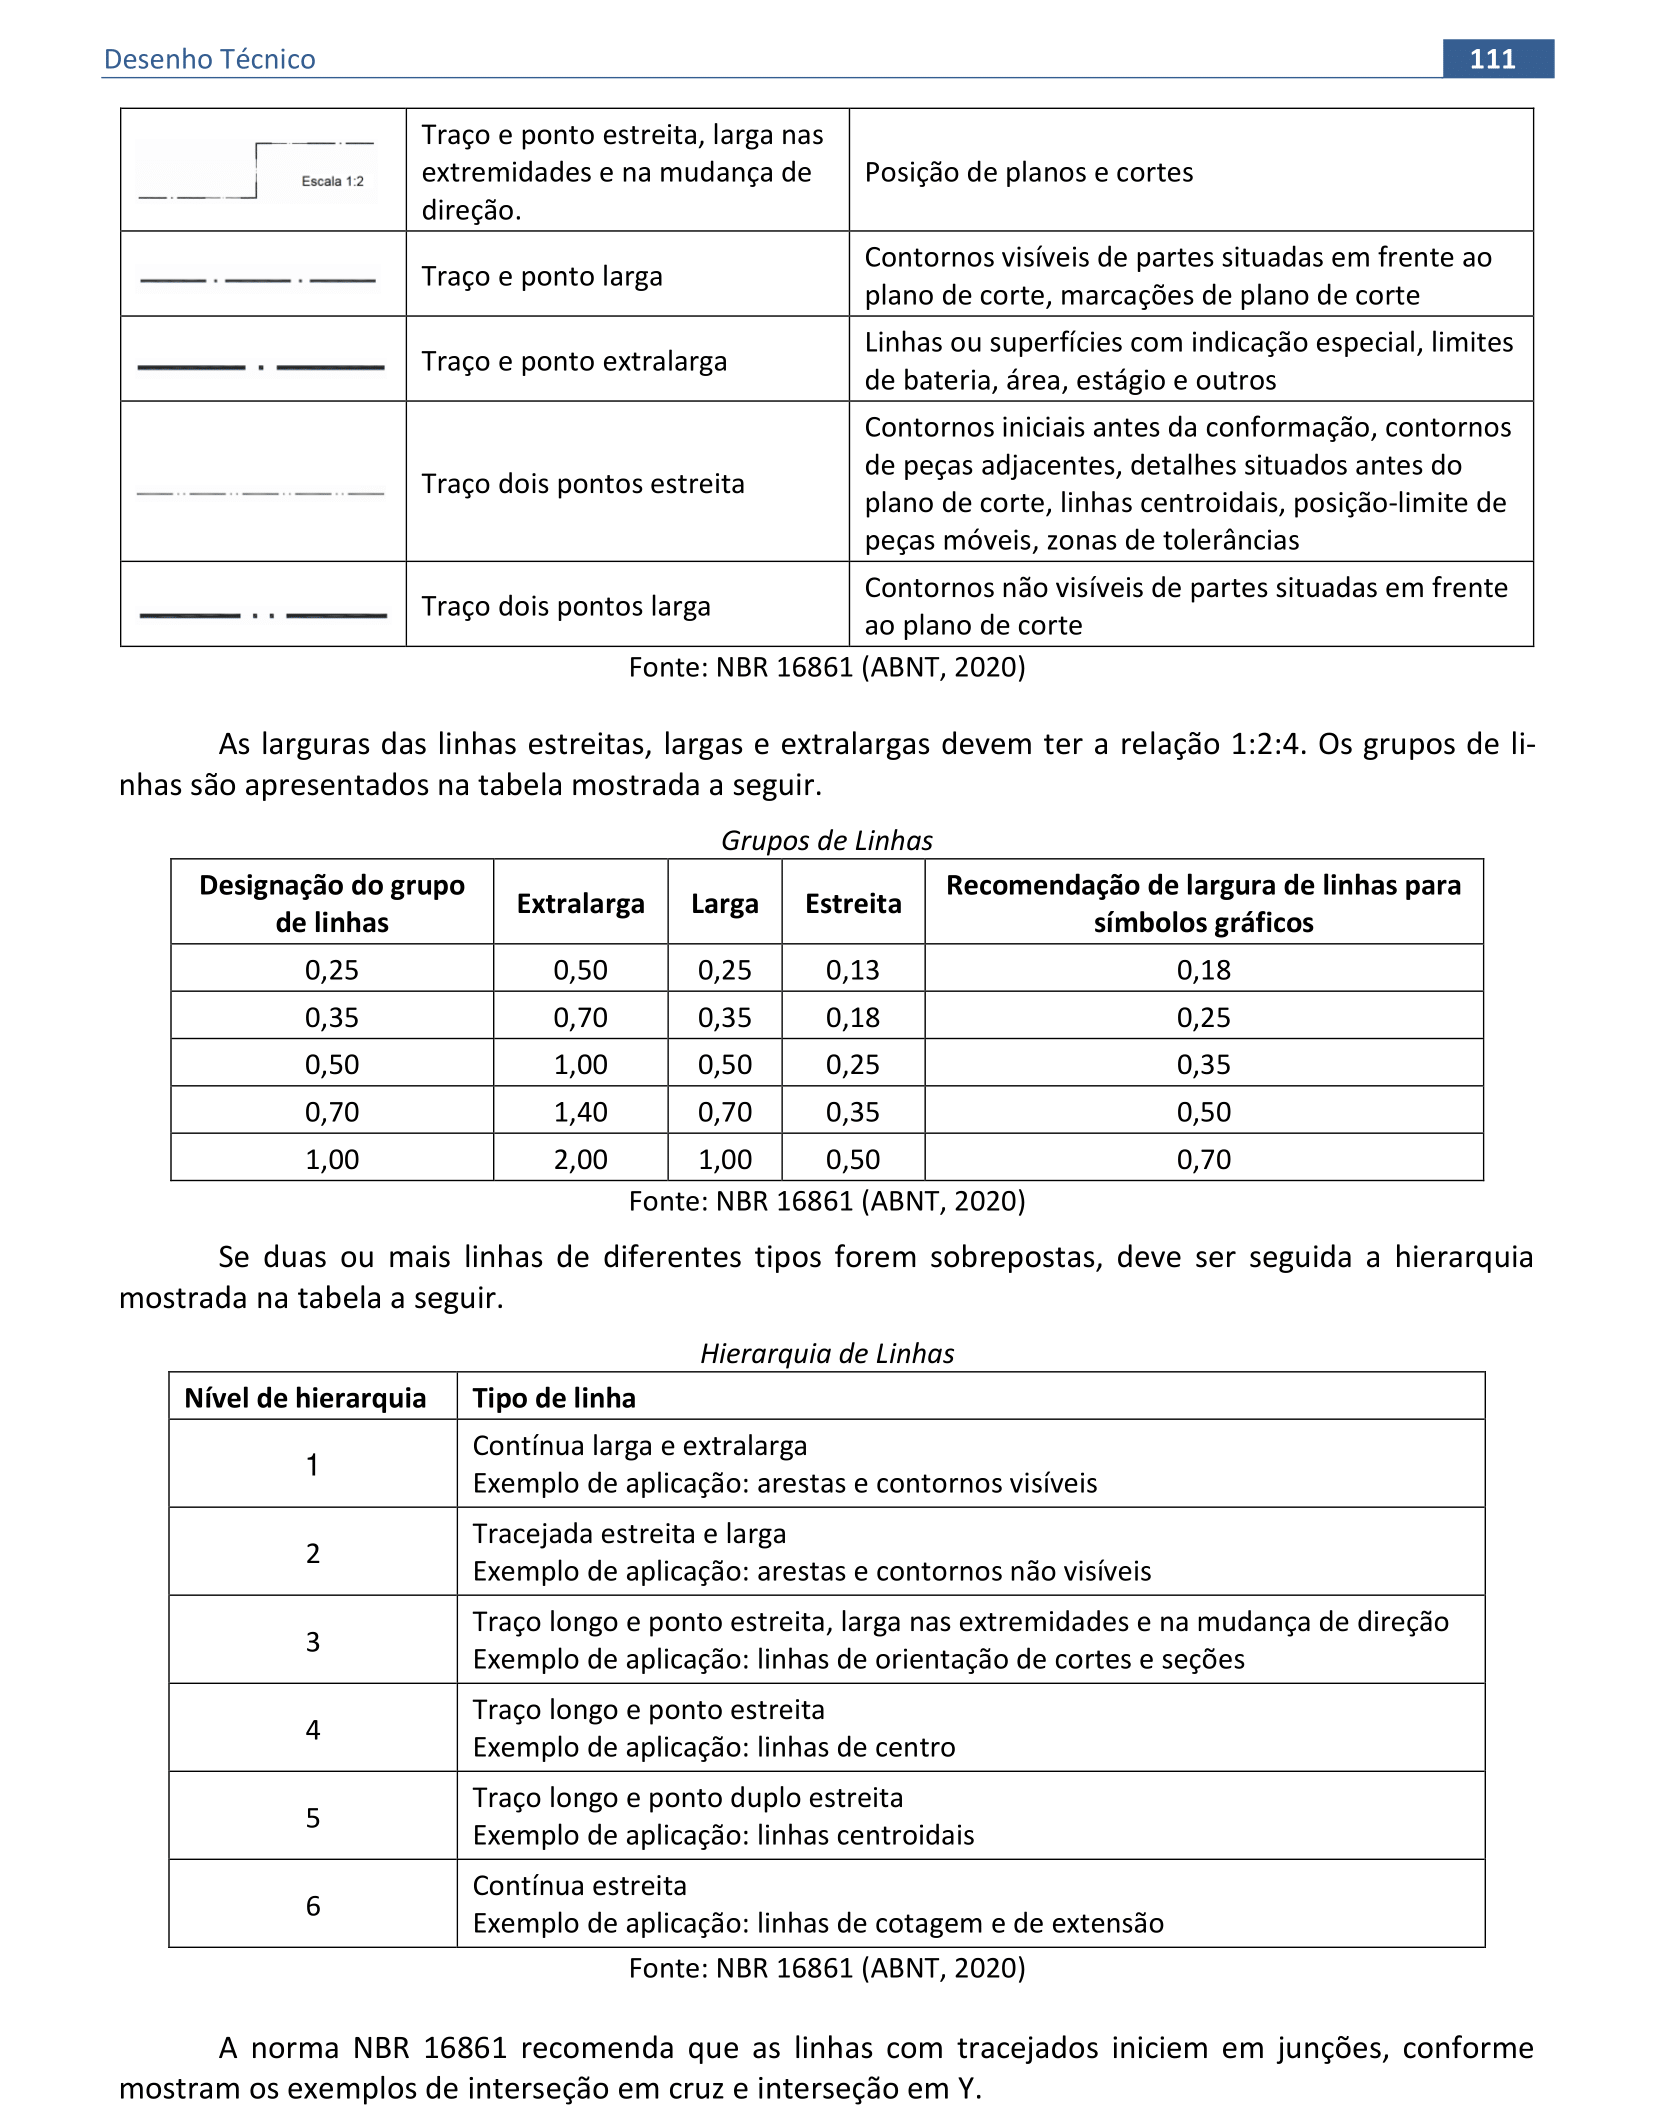 Desenho Técnico
111
Escala 1:2
Traço e ponto estreita, larga nas
extremidades e na mudança de
direção.
Posição de planos e cortes
Traço e ponto larga
Contornos visíveis de partes situadas em frente ao
plano de corte, marcações de plano de corte
Traço e ponto extralarga
Linhas ou superfícies com indicação especial, limites
de bateria, área, estágio e outros
Traço dois pontos estreita
Contornos iniciais antes da conformação, contornos
de peças adjacentes, detalhes situados antes do
plano de corte, linhas centroidais, posição-limite de
peças móveis, zonas de tolerâncias
Traço dois pontos larga
Contornos não visíveis de partes situadas em frente
ao plano de corte
Fonte: NBR 16861 (ABNT, 2020)
As larguras das linhas estreitas, largas e extralargas devem ter a relação 1:2:4. Os grupos de li-
nhas são apresentados na tabela mostrada a seguir.
Grupos de Linhas
Designação do grupo
de linhas
Extralarga
Larga
Estreita
Recomendação de largura de linhas para
símbolos gráficos
0,25 0,50 0,25 0,13 0,18
0,35 0,70 0,35 0,18 0,25
0,50 1,00 0,50 0,25 0,35
0,70 1,40 0,70 0,35 0,50
1,00 2,00 1,00 0,50 0,70
Fonte: NBR 16861 (ABNT, 2020)
Se duas ou mais linhas de diferentes tipos forem sobrepostas, deve ser seguida a hierarquia
mostrada na tabela a seguir.
Hierarquia de Linhas
Nível de hierarquia Tipo de linha
1
Contínua larga e extralarga
Exemplo de aplicação: arestas e contornos visíveis
2
Tracejada estreita e larga
Exemplo de aplicação: arestas e contornos não visíveis
3
Traço longo e ponto estreita, larga nas extremidades e na mudança de direção
Exemplo de aplicação: linhas de orientação de cortes e seções
4
Traço longo e ponto estreita
Exemplo de aplicação: linhas de centro
5
Traço longo e ponto duplo estreita
Exemplo de aplicação: linhas centroidais
6
Contínua estreita
Exemplo de aplicação: linhas de cotagem e de extensão
Fonte: NBR 16861 (ABNT, 2020)
A norma NBR 16861 recomenda que as linhas com tracejados iniciem em junções, conforme
mostram os exemplos de interseção em cruz e interseção em Y.